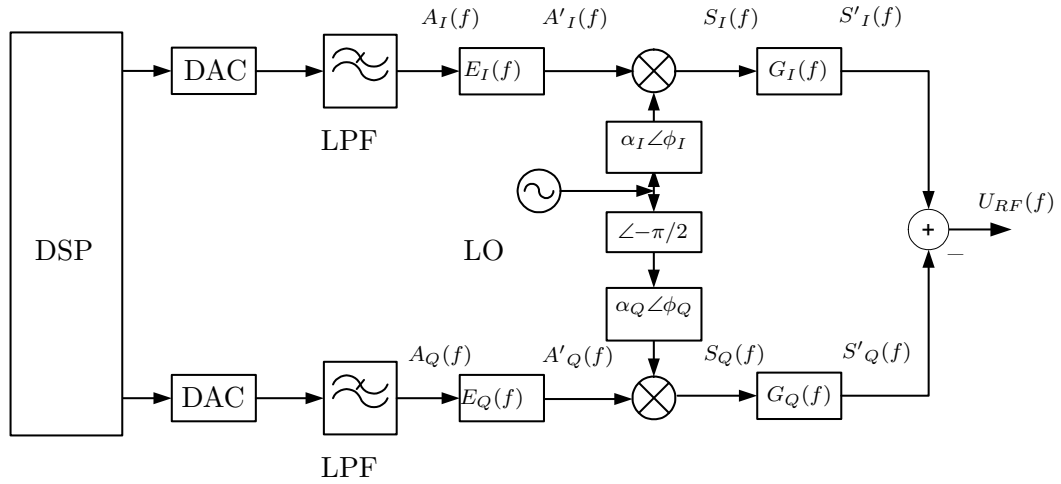 A_I(f) A'_I(f) S_I(f) S'_I(f)
DAC E_I(f) G_I(f)
LPF
α_I∠ϕ_I
DSP LO ∠−π/2 + U_RF(f)
−
α_Q∠ϕ_Q
A_Q(f) A'_Q(f) S_Q(f) S'_Q(f)
DAC E_Q(f) G_Q(f)
LPF